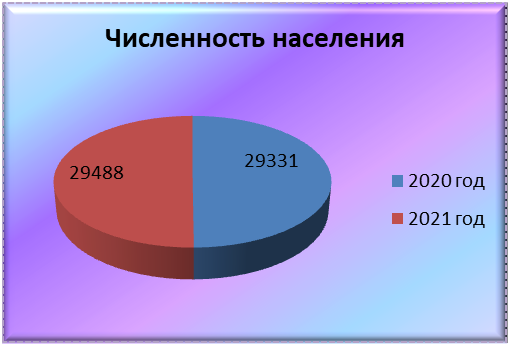 Численность населения
29488
29331
2020 год
2021 год